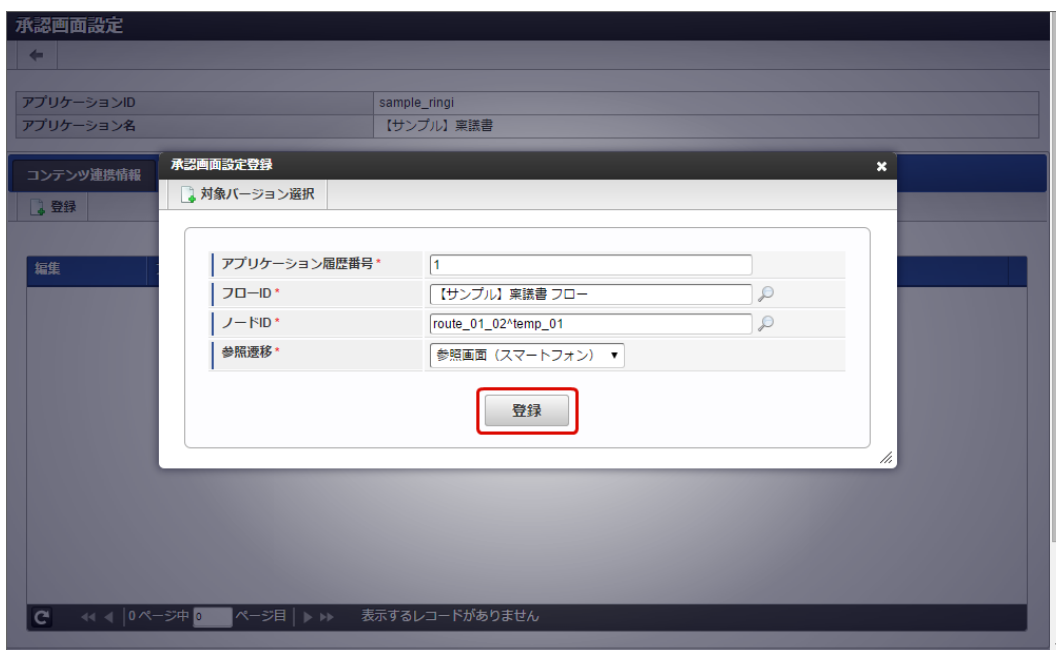 承認画面設定
アプリケーションID sample_ringi
アプリケーション名 【サンプル】稟議書
コンテンツ連携情報
登録
編集
承認画面設定登録
対象バージョン選択
アプリケーション履歴番号* 1
フローID* 【サンプル】稟議書 フロー
ノードID* route_01_02^temp_01
参照遷移* 参照画面（スマートフォン）
登録
0 ページ中 0 ページ目 表示するレコードがありません